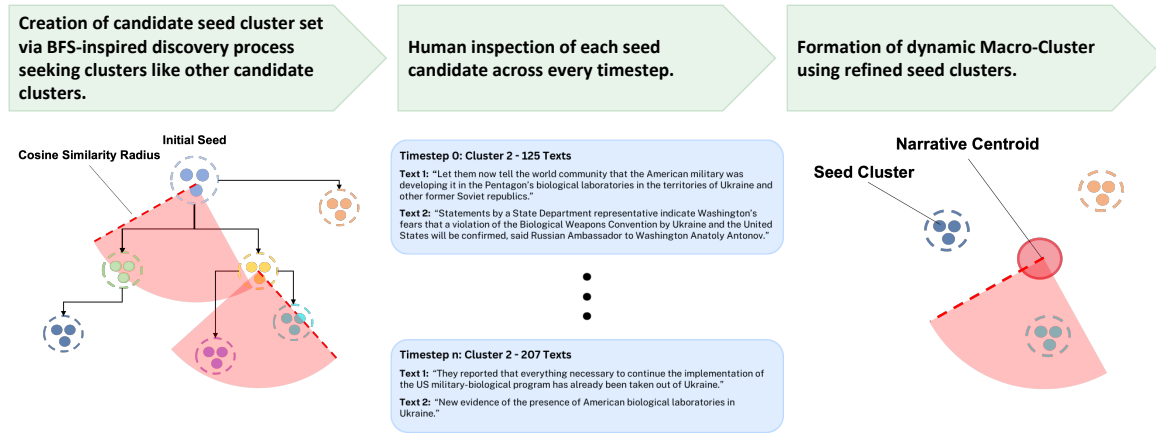 Creation of candidate seed cluster set
via BFS-inspired discovery process
seeking clusters like other candidate
clusters.
Human inspection of each seed
candidate across every timestep.
Formation of dynamic Macro-Cluster
using refined seed clusters.
Initial Seed
Cosine Similarity Radius
Timestep 0: Cluster 2 - 125 Texts
Text 1: “Let them now tell the world community that the American military was
developing it in the Pentagon’s biological laboratories in the territories of Ukraine and
other former Soviet republics.”
Text 2: “Statements by a State Department representative indicate Washington’s
fears that a violation of the Biological Weapons Convention by Ukraine and the United
States will be confirmed, said Russian Ambassador to Washington Anatoly Antonov.”
Timestep n: Cluster 2 - 207 Texts
Text 1: “They reported that everything necessary to continue the implementation of
the US military-biological program has already been taken out of Ukraine.”
Text 2: “New evidence of the presence of American biological laboratories in
Ukraine.”
Narrative Centroid
Seed Cluster